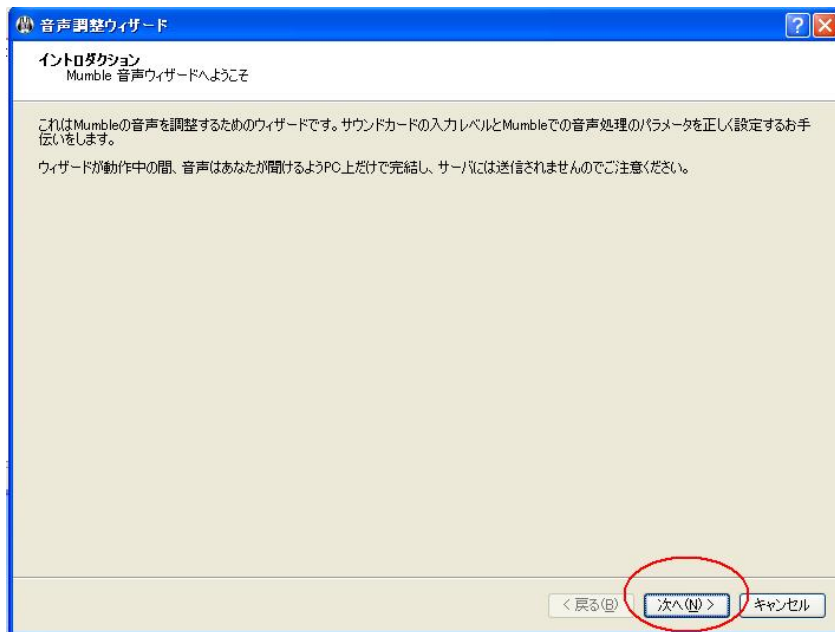 音声調整ウィザード
イントロダクション
Mumble 音声ウィザードへようこそ
これはMumbleの音声を調整するためのウィザードです。サウンドカードの入力レベルとMumbleでの音声処理のパラメータを正しく設定するお手
伝いをします。
ウィザードが動作中の間、音声はあなたが聞けるようPC上だけで完結し、サーバには送信されませんのでご注意ください。
< 戻る(B) 次へ(N) > キャンセル